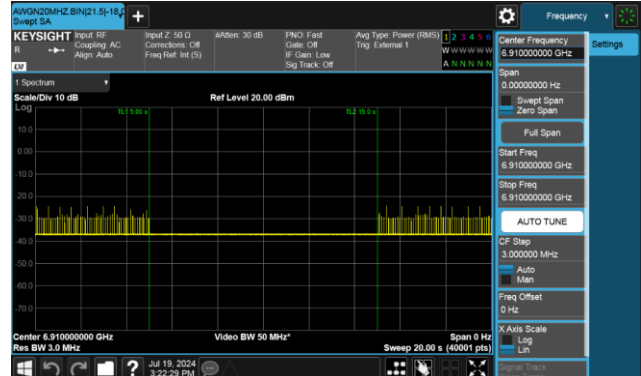 AWGN20MHZ.BIN|21.5|-18,0
Swept SA
Frequency
KEYSIGHT
Input: RF
Coupling: AC
Align: Auto
Input Z: 50 Ω
Corrections: Off
Freq Ref: Int (S)
#Atten: 30 dB
PNO: Fast
Gate: Off
IF Gain: Low
Sig Track: Off
Avg Type: Power (RMS)
Trig: External 1
1 2 3 4 5 6
W W W W W W
A N N N N N
R
LXI
1 Spectrum
Scale/Div 10 dB
Ref Level 20.00 dBm
Log
TL1 5.00 s
TL2 15.0 s
10.0
0.00
-10.0
-20.0
-30.0
-40.0
-50.0
-60.0
-70.0
Center 6.910000000 GHz
Res BW 3.0 MHz
Video BW 50 MHz*
Span 0 Hz
Sweep 20.00 s (40001 pts)
Jul 19, 2024
3:22:29 PM
Center Frequency
6.910000000 GHz
Settings
Span
0.00000000 Hz
Swept Span
Zero Span
Full Span
Start Freq
6.910000000 GHz
Stop Freq
6.910000000 GHz
AUTO TUNE
CF Step
3.000000 MHz
Auto
Man
Freq Offset
0 Hz
X Axis Scale
Log
Lin
Signal Track